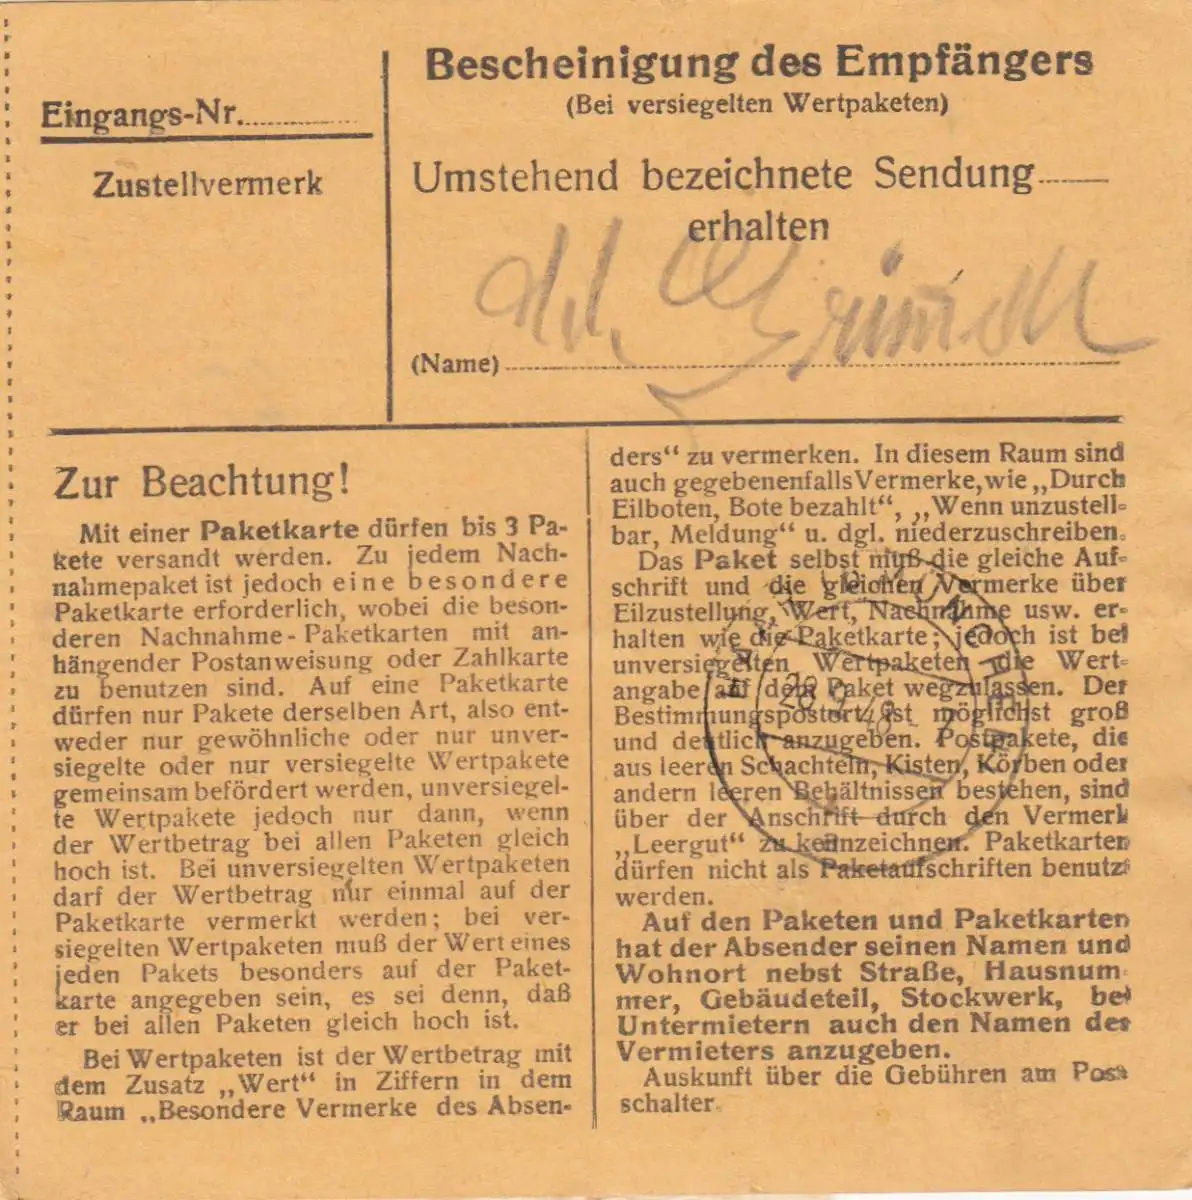 Eingangs-Nr.
Zustellvermerk
Bescheinigung des Empfängers
(Bei versiegelten Wertpaketen)
Umstehend bezeichnete Sendung
erhalten
(Name)
Zur Beachtung!
Mit einer Paketkarte dürfen bis 3 Pa-
kete versandt werden. Zu jedem Nach-
nahmepaket ist jedoch eine besondere
Paketkarte erforderlich, wobei die beson-
deren Nachnahme-Paketkarten mit an-
hängender Postanweisung oder Zahlkarte
zu benutzen sind. Auf eine Paketkarte
dürfen nur Pakete derselben Art, also ent-
weder nur gewöhnliche oder nur unver-
siegelte oder nur versiegelte Wertpakete
gemeinsam befördert werden, unversiegel-
te Wertpakete jedoch nur dann, wenn
der Wertbetrag bei allen Paketen gleich
hoch ist. Bei unversiegelten Wertpaketen
darf der Wertbetrag nur einmal auf der
Paketkarte vermerkt werden; bei ver-
siegelten Wertpaketen muß der Wert eines
jeden Pakets besonders auf der Paket-
karte angegeben sein, es sei denn, daß
er bei allen Paketen gleich hoch ist.
Bei Wertpaketen ist der Wertbetrag mit
dem Zusatz „Wert“ in Ziffern in dem
Raum „Besondere Vermerke des Absen-
ders“ zu vermerken. In diesem Raum sind
auch gegebenenfalls Vermerke, wie „Durch
Eilboten, Bote bezahlt“, „Wenn unzustell-
bar, Meldung“ u. dgl. niederzuschreiben.
Das Paket selbst muß die gleiche Auf-
schrift und die gleichen Vermerke über
Eilzustellung, Wert, Nachnahme usw. er-
halten wie die Paketkarte; jedoch ist bei
unversiegelten Wertpaketen die Wert-
angabe auf dem Paket wegzulassen. Der
Bestimmungspostort ist möglichst groß
und deutlich anzugeben. Postpakete, die
aus leeren Schachteln, Kisten, Körben oder
andern leeren Behältnissen bestehen, sind
über der Anschrift durch den Vermerk
„Leergut“ zu kennzeichnen. Paketkarten
dürfen nicht als Paketaufschriften benutzt
werden.
Auf den Paketen und Paketkarten
hat der Absender seinen Namen und
Wohnort nebst Straße, Hausnum-
mer, Gebäudeteil, Stockwerk, bei
Untermietern auch den Namen des
Vermieters anzugeben.
Auskunft über die Gebühren am Post
schalter.